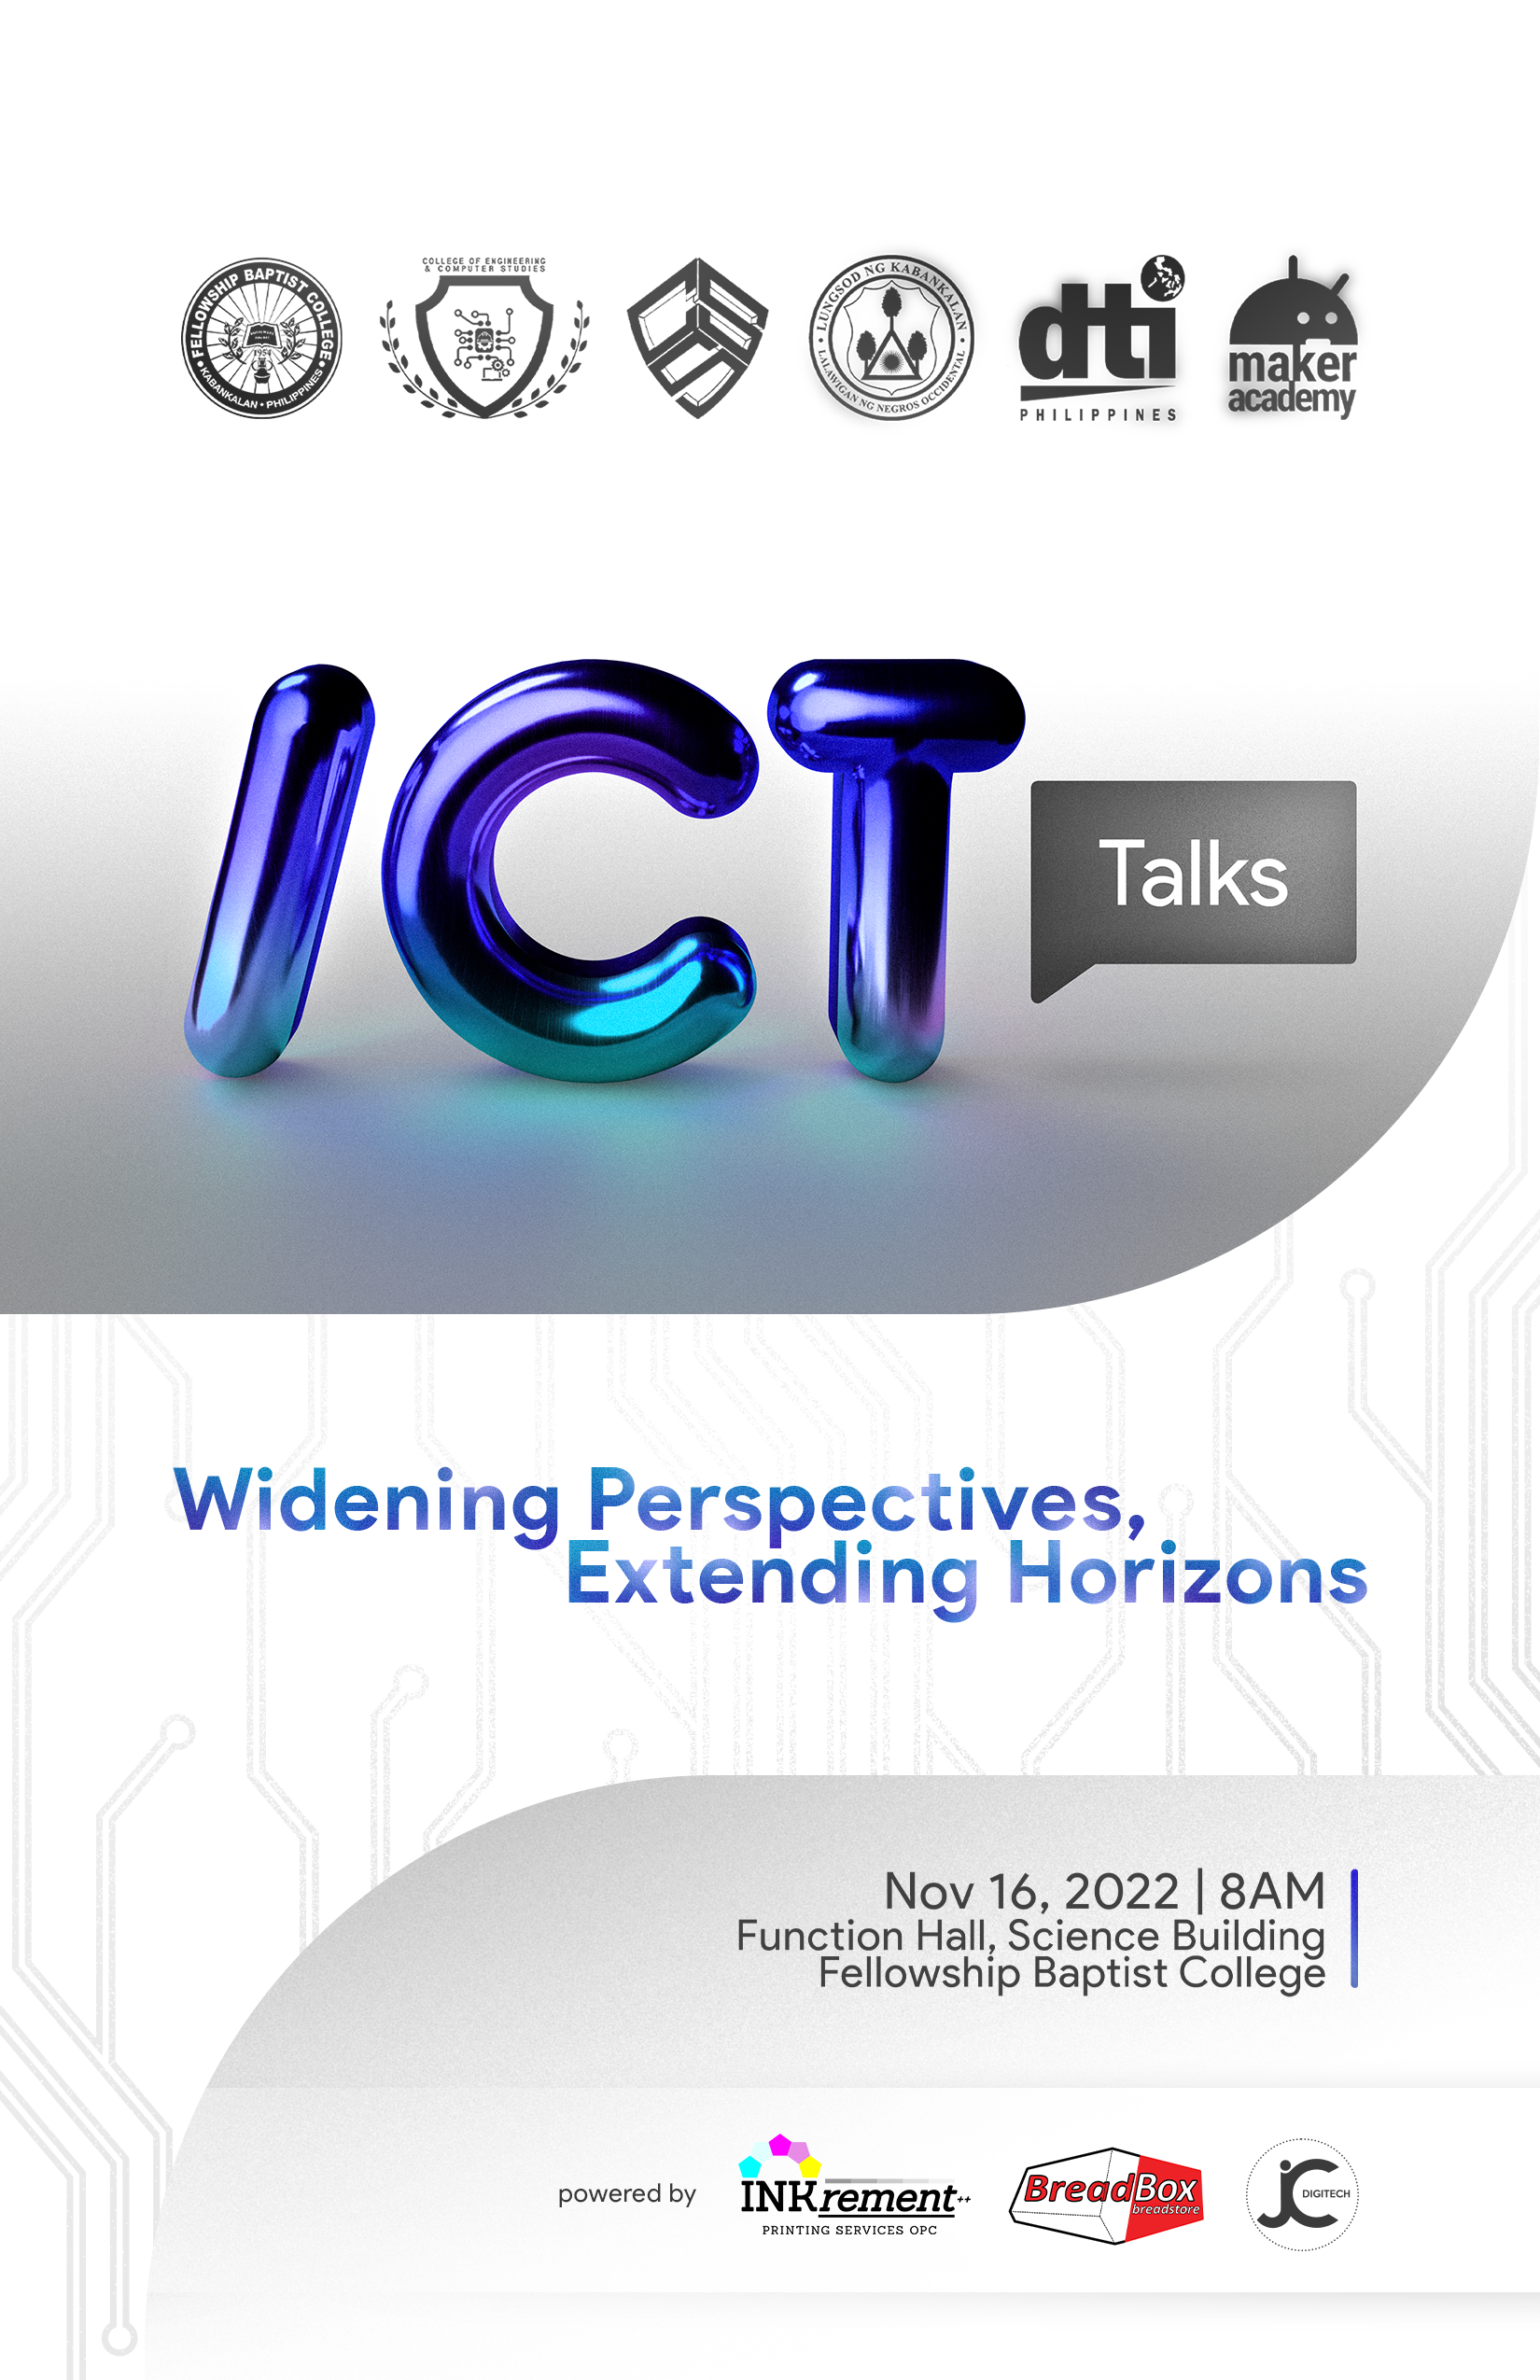 FELLOWSHIP BAPTIST COLLEGE
1954
KABANKALAN • PHILIPPINES
COLLEGE OF ENGINEERING
& COMPUTER STUDIES
LUNGSOD NG KABANKALAN
LALAWIGAN NG NEGROS OCCIDENTAL
dti
PHILIPPINES
maker
academy
ICT
Talks
Widening Perspectives,
Extending Horizons
Nov 16, 2022 | 8AM
Function Hall, Science Building
Fellowship Baptist College
powered by
INKrement++
PRINTING SERVICES OPC
BreadBox
breadstore
jC
DIGITECH